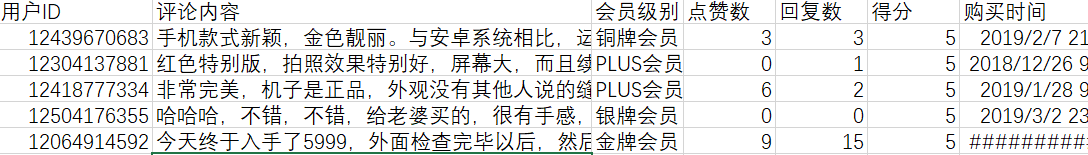 用户ID 评论内容 会员级别 点赞数 回复数 得分 购买时间
12439670683 手机款式新颖，金色靓丽。与安卓系统相比，运 铜牌会员 3 3 5 2019/2/7 21
12304137881 红色特别版，拍照效果特别好，屏幕大，而且续 PLUS会员 0 1 5 2018/12/26 9
12418777334 非常完美，机子是正品，外观没有其他人说的缝 PLUS会员 6 2 5 2019/1/28 9
12504176355 哈哈哈，不错，不错，给老婆买的，很有手感， 银牌会员 0 0 5 2019/3/2 23
12064914592 今天终于入手了5999，外面检查完毕以后，然后 金牌会员 9 15 5 ##########